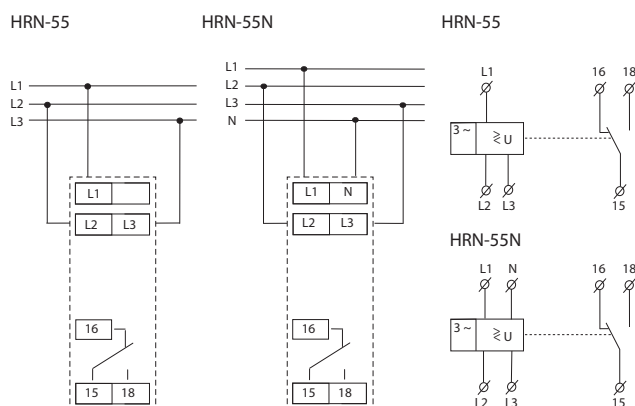 HRN-55
L1
L2
L3
L1
L2 L3
16
15 18
HRN-55N
L1
L2
L3
N
L1 N
L2 L3
16
15 18
HRN-55
L1 16 18
3 ~ ≷ U
L2 L3 15
HRN-55N
L1 N 16 18
3 ~ ≷ U
L2 L3 15